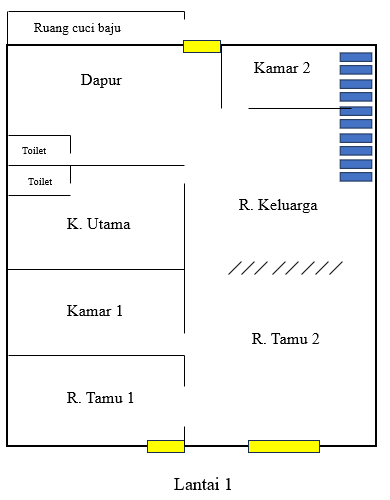 Ruang cuci baju
Dapur
Kamar 2
Toilet
Toilet
K. Utama
R. Keluarga
Kamar 1
R. Tamu 2
R. Tamu 1
Lantai 1